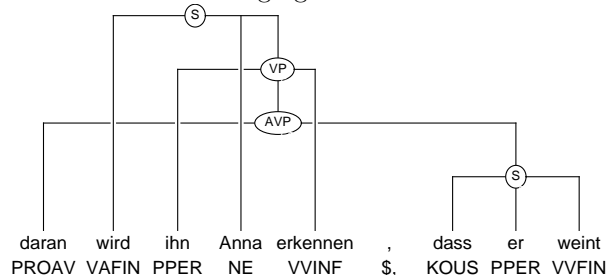 S
VP
AVP
S
daran wird ihn Anna erkennen , dass er weint
PROAV VAFIN PPER NE VVINF $, KOUS PPER VVFIN